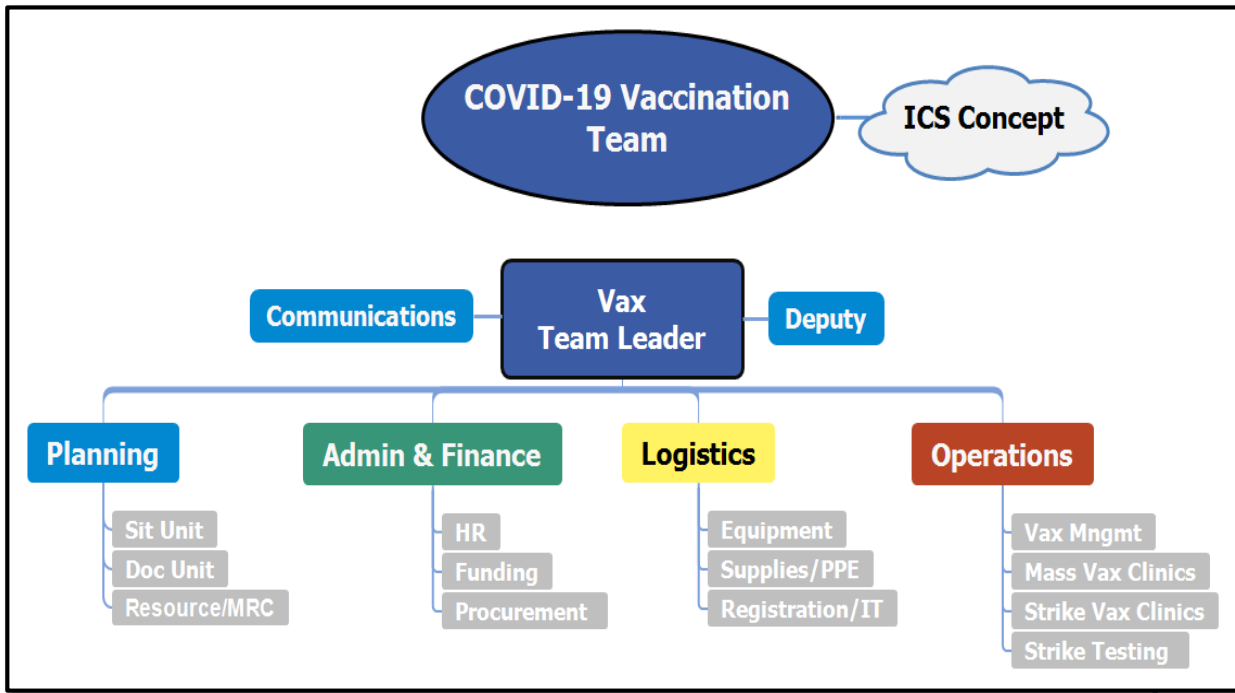 COVID-19 Vaccination
Team
ICS Concept
Communications
Vax
Team Leader
Deputy
Planning
Sit Unit
Doc Unit
Resource/MRC
Admin & Finance
HR
Funding
Procurement
Logistics
Equipment
Supplies/PPE
Registration/IT
Operations
Vax Mngmt
Mass Vax Clinics
Strike Vax Clinics
Strike Testing